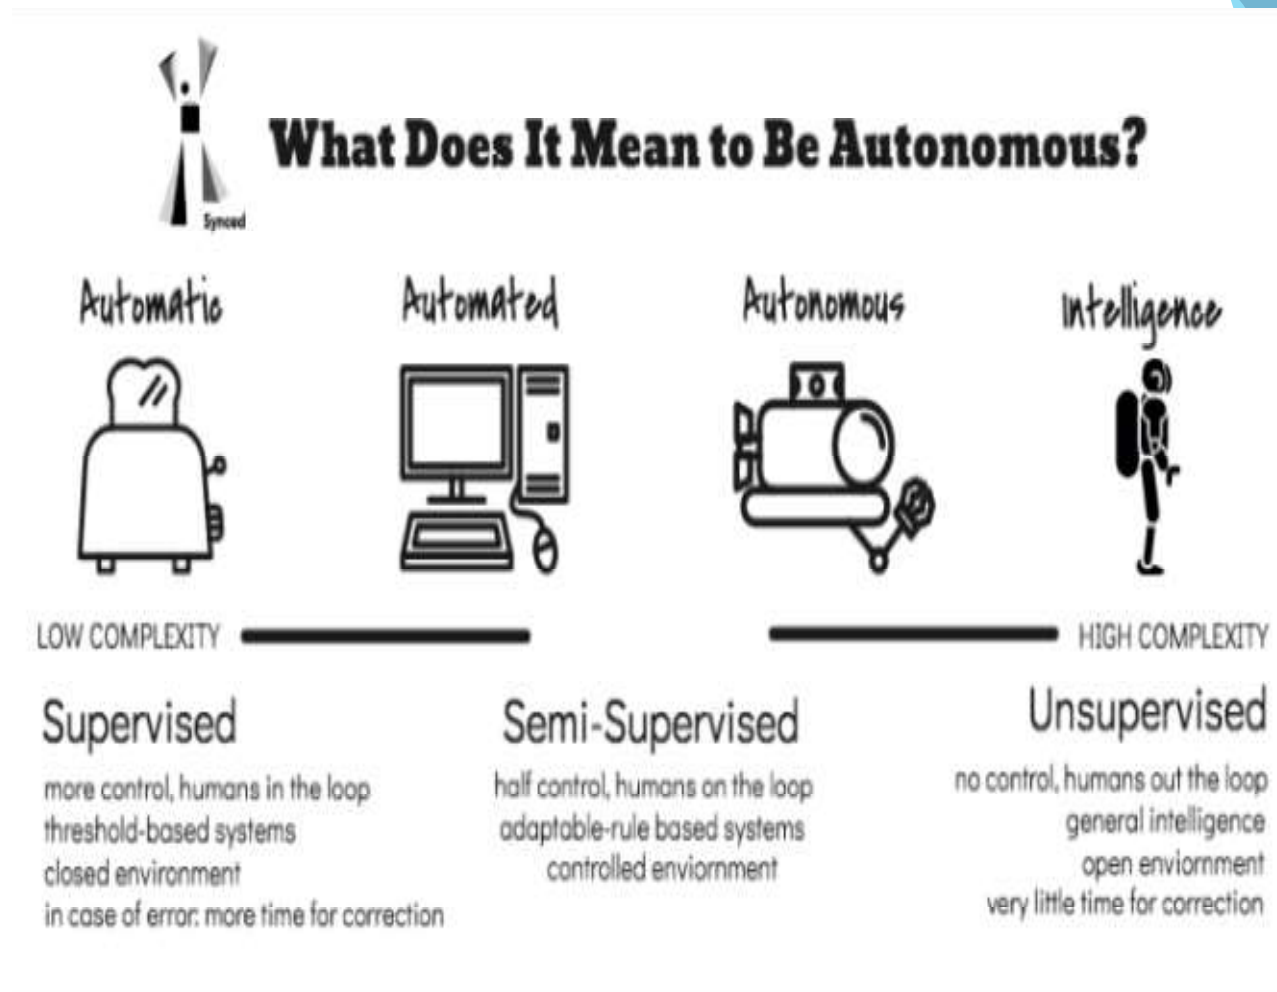 Synced
What Does It Mean to Be Autonomous?
Automatic
Automated
Autonomous
Intelligence
LOW COMPLEXITY
HIGH COMPLEXITY
Supervised
more control, humans in the loop
threshold-based systems
closed environment
in case of error: more time for correction
Semi-Supervised
half control, humans on the loop
adaptable-rule based systems
controlled enviornment
Unsupervised
no control, humans out the loop
general intelligence
open enviornment
very little time for correction